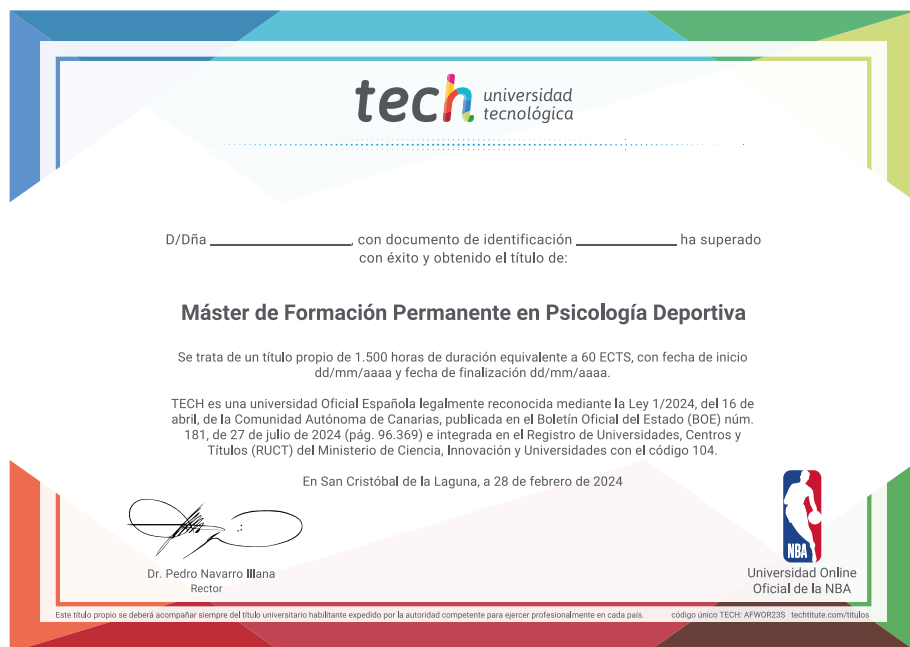 tech universidad
tecnológica
D/Dña ______________, con documento de identificación __________ ha superado
con éxito y obtenido el título de:
Máster de Formación Permanente en Psicología Deportiva
Se trata de un título propio de 1.500 horas de duración equivalente a 60 ECTS, con fecha de inicio
dd/mm/aaaa y fecha de finalización dd/mm/aaaa.
TECH es una universidad Oficial Española legalmente reconocida mediante la Ley 1/2024, del 16 de
abril, de la Comunidad Autónoma de Canarias, publicada en el Boletín Oficial del Estado (BOE) núm.
181, de 27 de julio de 2024 (pág. 96.369) e integrada en el Registro de Universidades, Centros y
Títulos (RUCT) del Ministerio de Ciencia, Innovación y Universidades con el código 104.
En San Cristóbal de la Laguna, a 28 de febrero de 2024
Dr. Pedro Navarro Illana
Rector
NBA
Universidad Online
Oficial de la NBA
Este título propio se deberá acompañar siempre del título universitario habilitante expedido por la autoridad competente para ejercer profesionalmente en cada país.
código único TECH: AFWOR23S techtitute.com/titulos